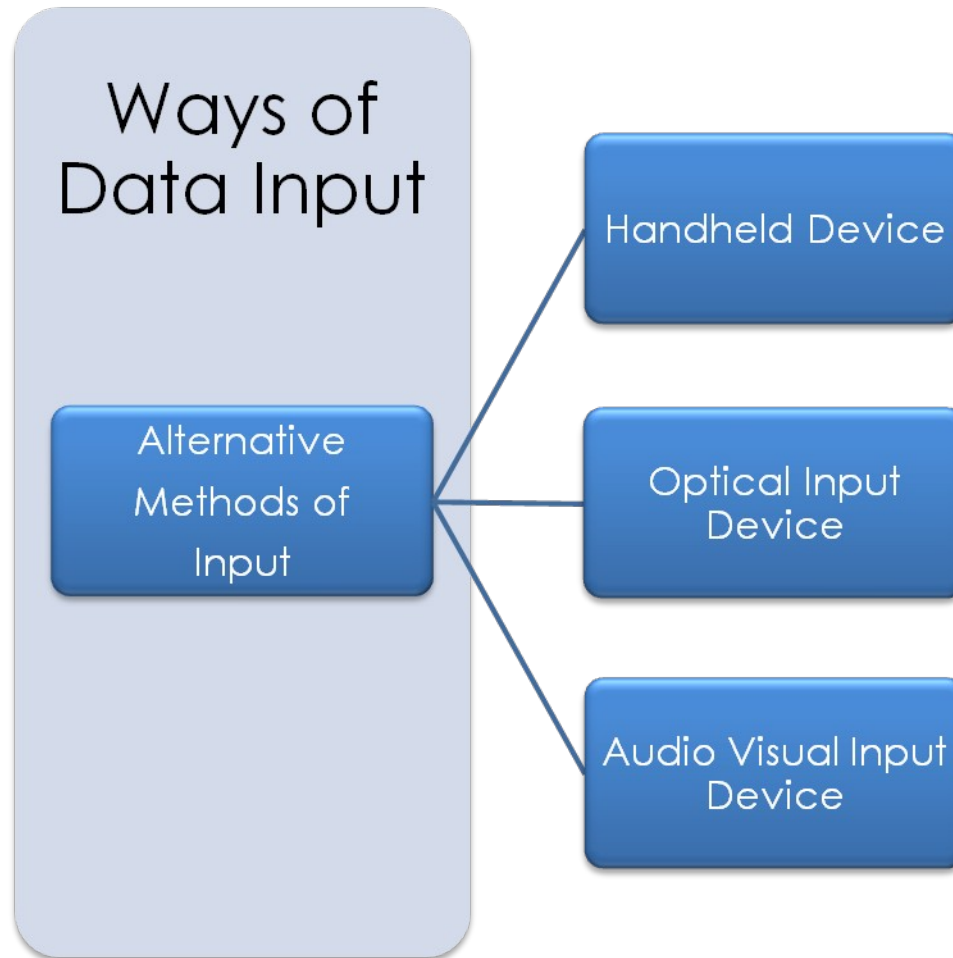 Ways of
Data Input
Alternative
Methods of
Input
Handheld Device
Optical Input
Device
Audio Visual Input
Device